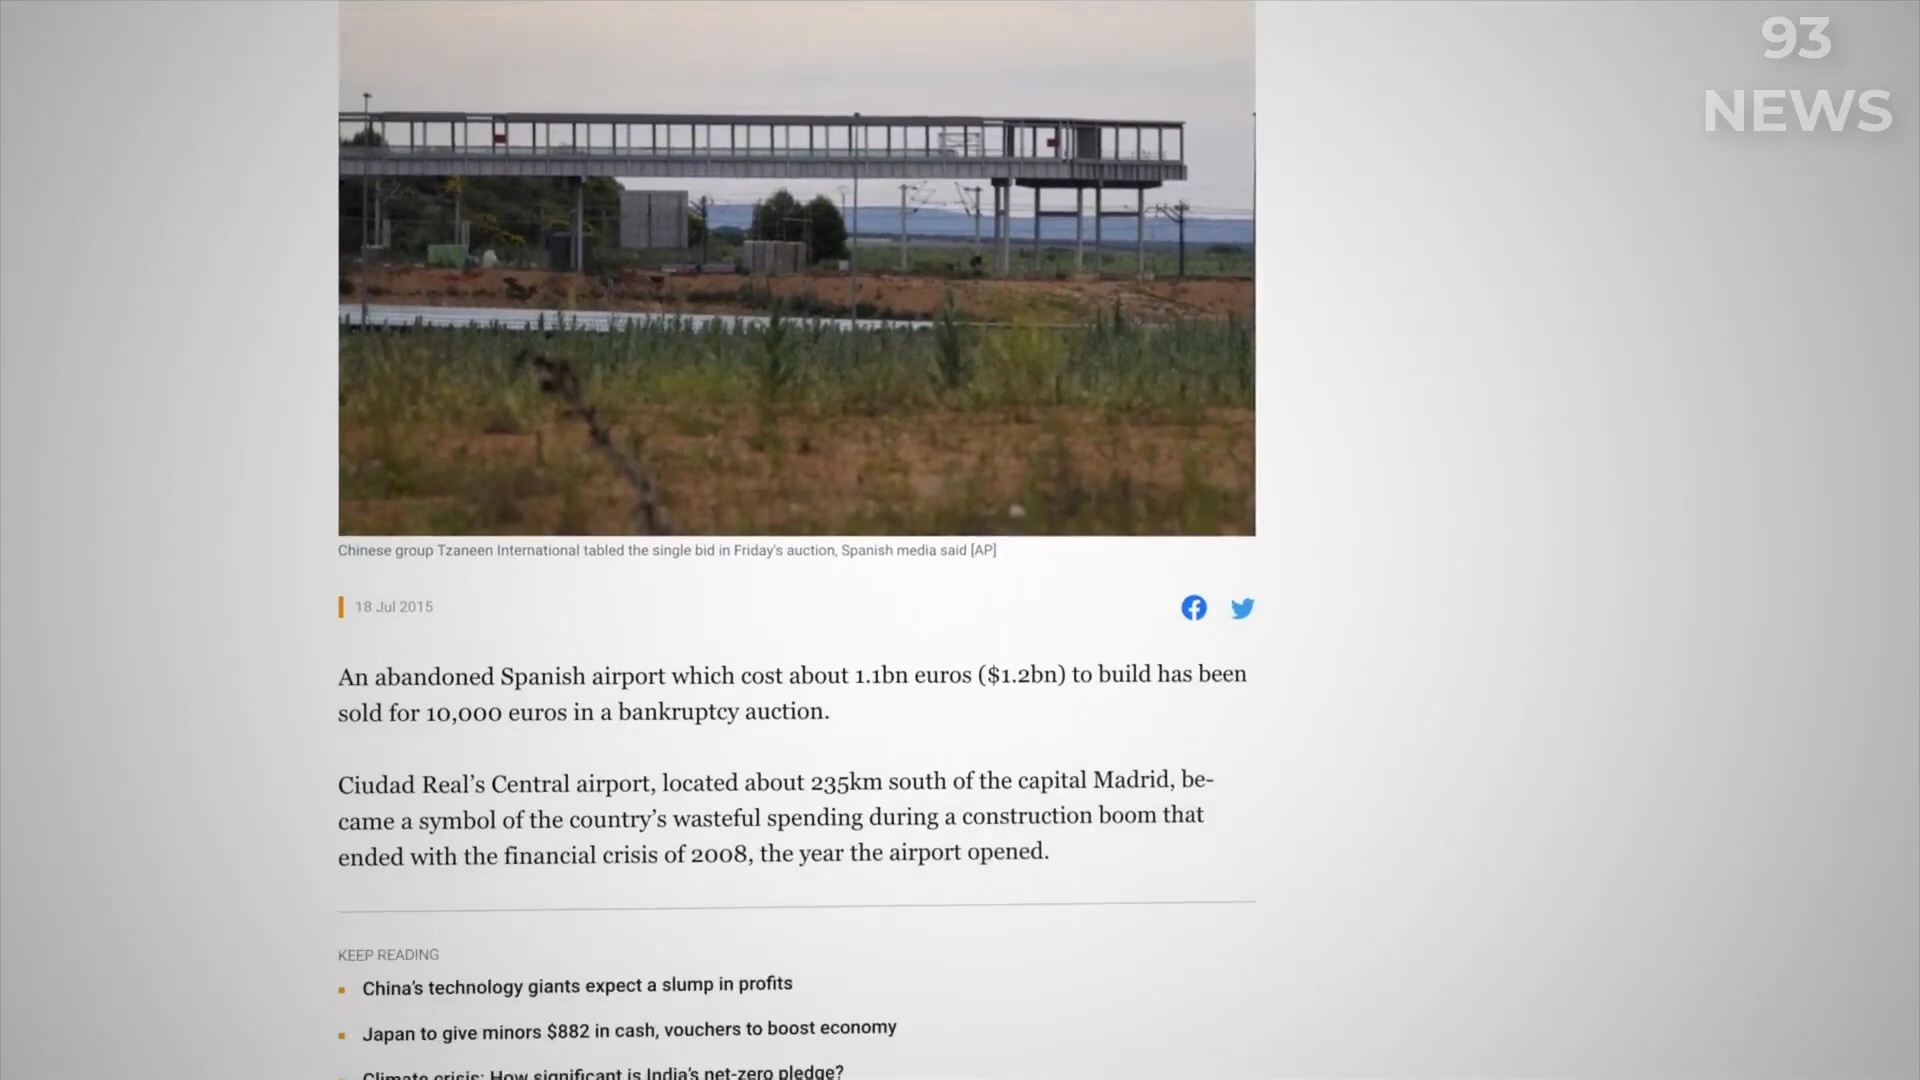 93
NEWS
Chinese group Tzaneen International tabled the single bid in Friday's auction, Spanish media said [AP]
18 Jul 2015
An abandoned Spanish airport which cost about 1.1bn euros ($1.2bn) to build has been
sold for 10,000 euros in a bankruptcy auction.
Ciudad Real’s Central airport, located about 235km south of the capital Madrid, be-
came a symbol of the country’s wasteful spending during a construction boom that
ended with the financial crisis of 2008, the year the airport opened.
KEEP READING
China’s technology giants expect a slump in profits
Japan to give minors $882 in cash, vouchers to boost economy
Climate crisis: How significant is India’s net-zero pledge?